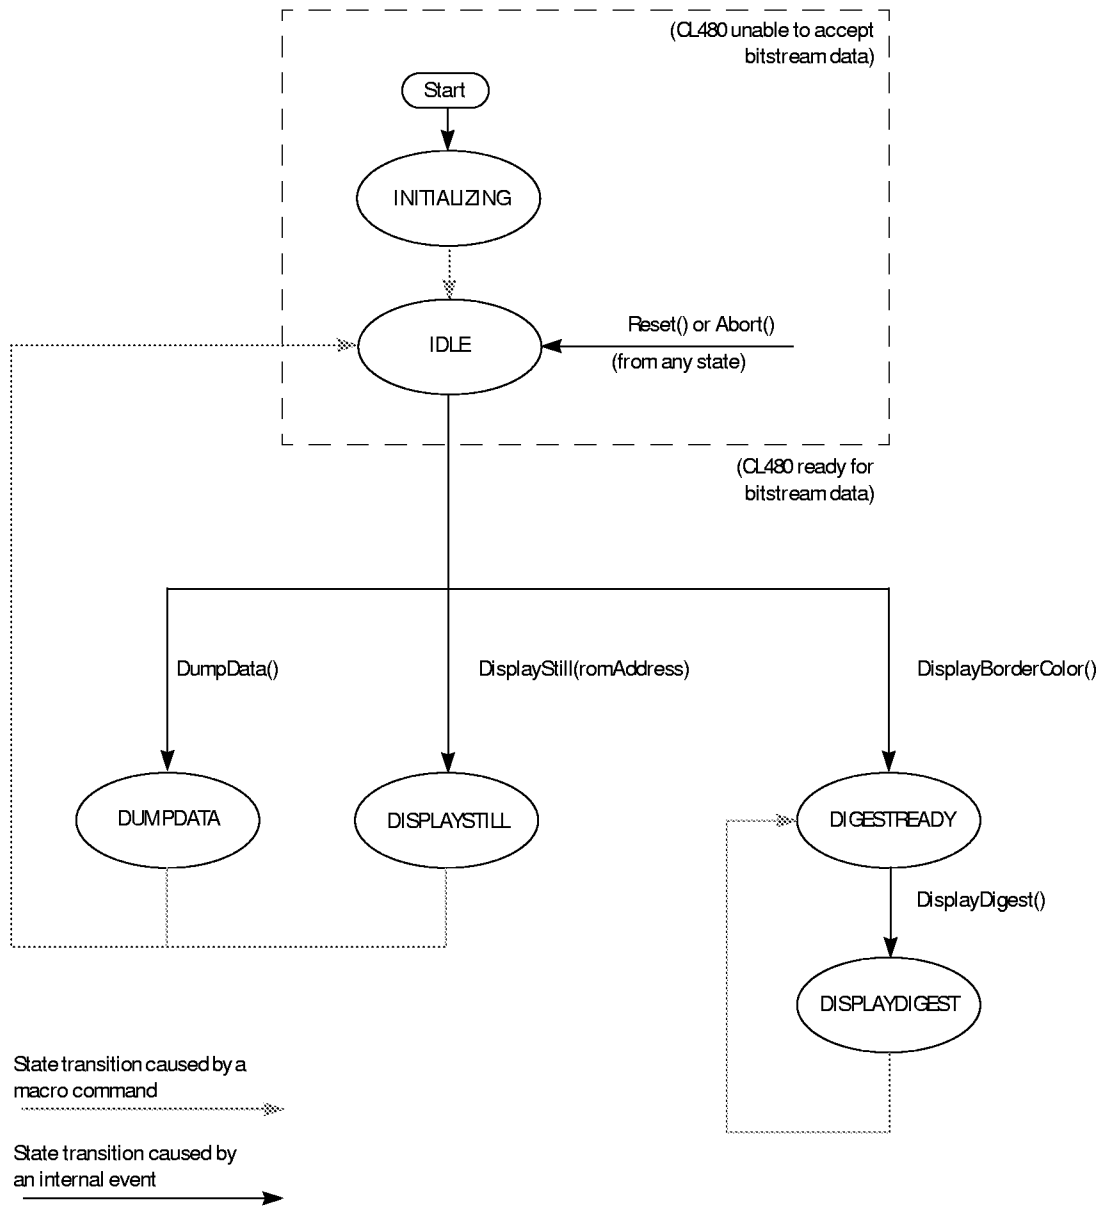 (CL480 unable to accept
bitstream data)
Start
INITIALIZING
Reset() or Abort()
IDLE
(from any state)
(CL480 ready for
bitstream data)
DumpData()
DisplayStill(romAddress)
DisplayBorderColor()
DUMPDATA
DISPLAYSTILL
DIGESTREADY
DisplayDigest()
DISPLAYDIGEST
State transition caused by a
macro command
State transition caused by
an internal event